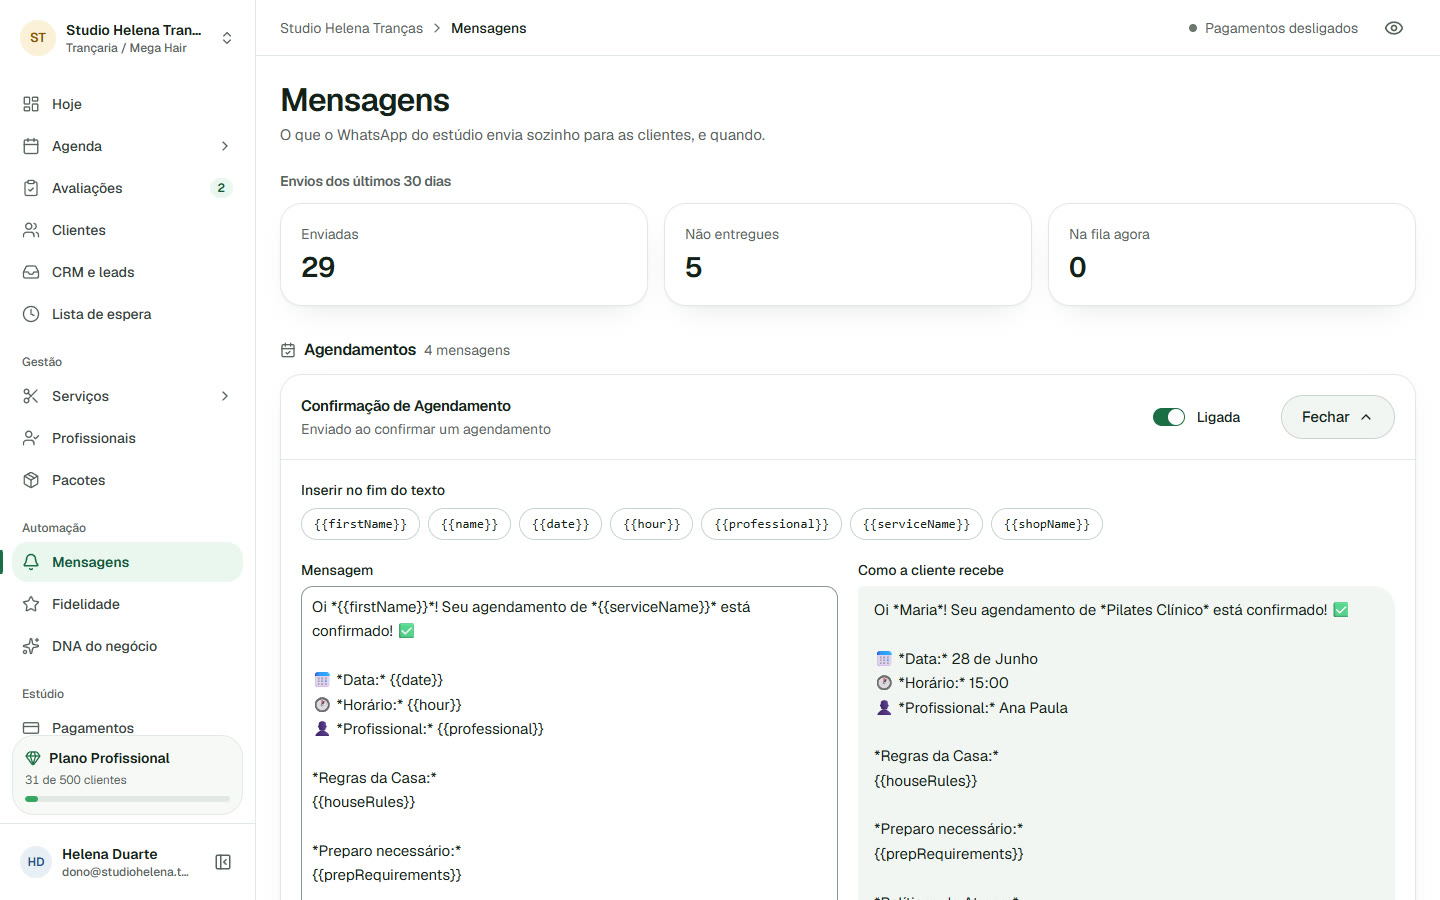 ST
Studio Helena Tran...
Trançaria / Mega Hair
Hoje
Agenda
Avaliações 2
Clientes
CRM e leads
Lista de espera
Gestão
Serviços
Profissionais
Pacotes
Automação
Mensagens
Fidelidade
DNA do negócio
Estúdio
Pagamentos
Plano Profissional
31 de 500 clientes
HD
Helena Duarte
dono@studiohelena.t...
Studio Helena Tranças > Mensagens
Pagamentos desligados
Mensagens
O que o WhatsApp do estúdio envia sozinho para as clientes, e quando.
Envios dos últimos 30 dias
Enviadas
29
Não entregues
5
Na fila agora
0
Agendamentos 4 mensagens
Confirmação de Agendamento
Enviado ao confirmar um agendamento
Ligada
Fechar
Inserir no fim do texto
{{firstName}} {{name}} {{date}} {{hour}} {{professional}} {{serviceName}} {{shopName}}
Mensagem
Oi *{{firstName}}*! Seu agendamento de *{{serviceName}}* está
confirmado! ✅
📅 *Data:* {{date}}
🕐 *Horário:* {{hour}}
👤 *Profissional:* {{professional}}
*Regras da Casa:*
{{houseRules}}
*Preparo necessário:*
{{prepRequirements}}
Como a cliente recebe
Oi *Maria*! Seu agendamento de *Pilates Clínico* está confirmado! ✅
📅 *Data:* 28 de Junho
🕐 *Horário:* 15:00
👤 *Profissional:* Ana Paula
*Regras da Casa:*
{{houseRules}}
*Preparo necessário:*
{{prepRequirements}}